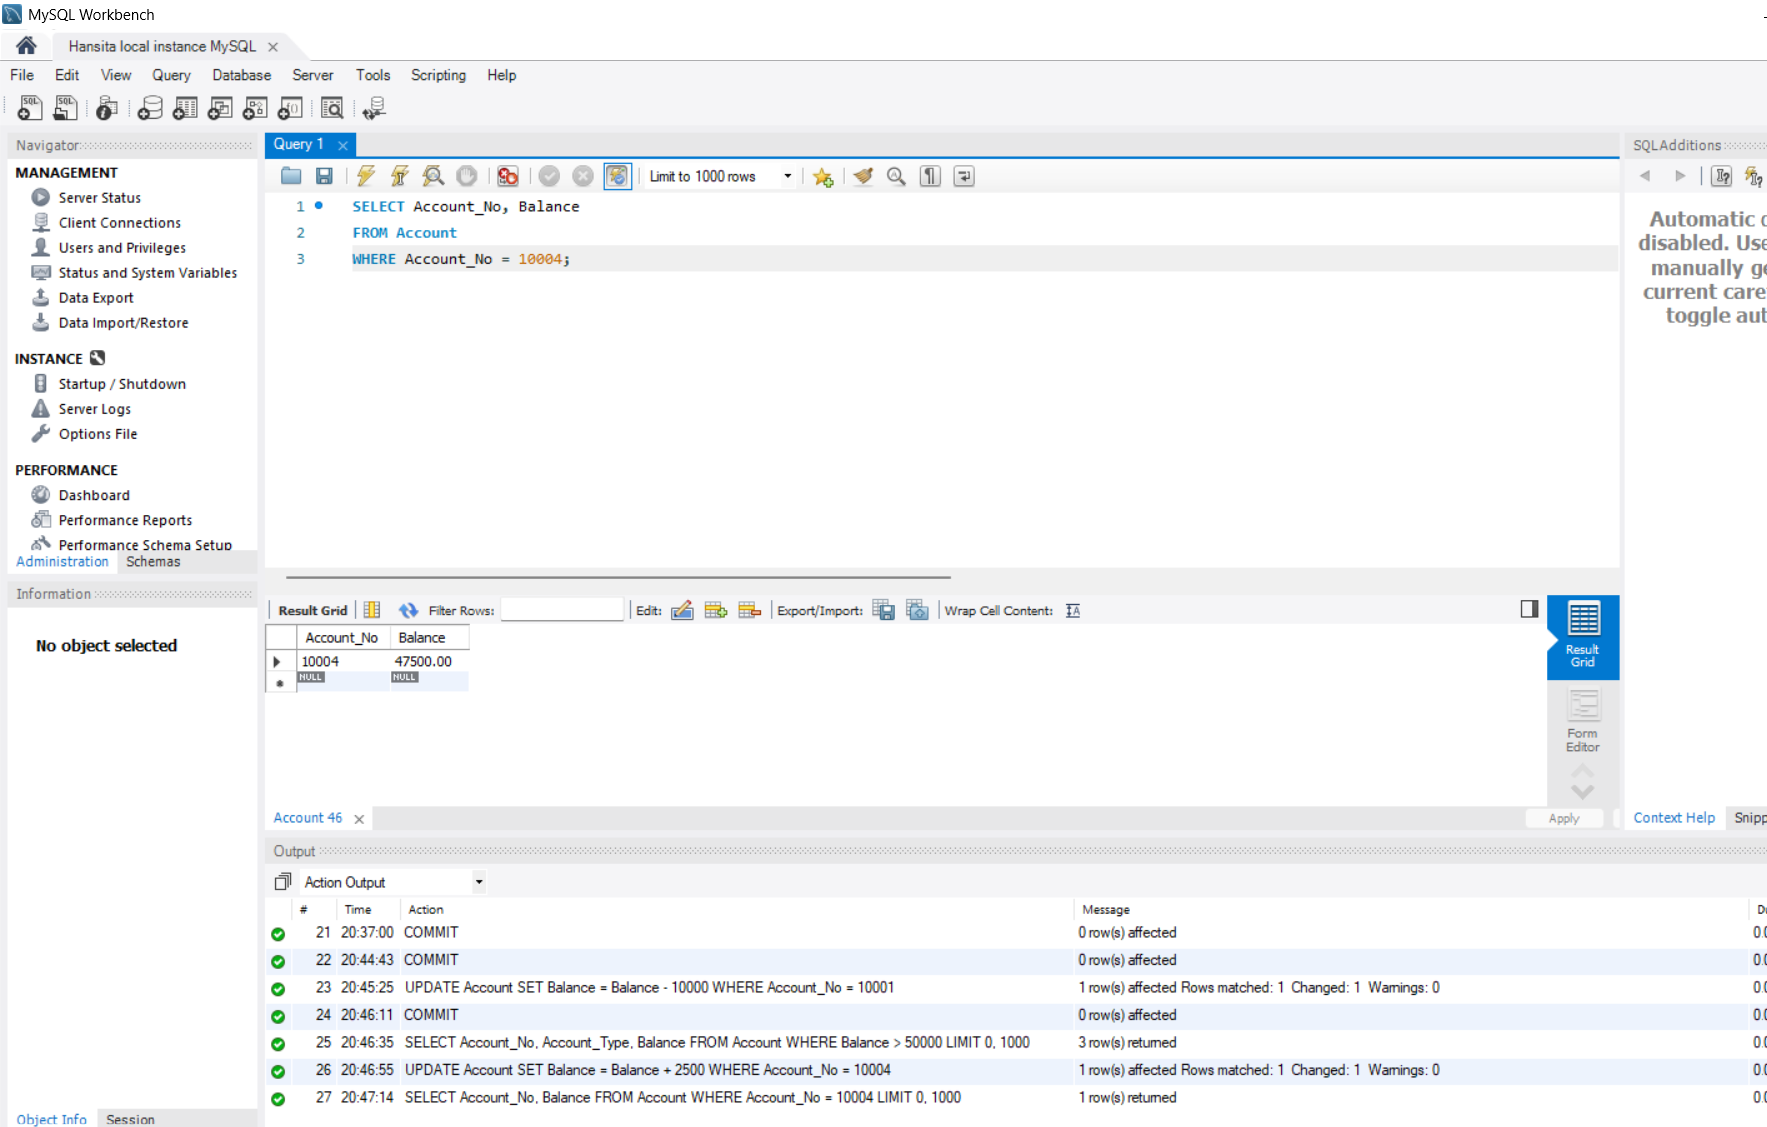 MySQL Workbench
Hansita local instance MySQL
File Edit View Query Database Server Tools Scripting Help
Navigator
MANAGEMENT
Server Status
Client Connections
Users and Privileges
Status and System Variables
Data Export
Data Import/Restore
INSTANCE
Startup / Shutdown
Server Logs
Options File
PERFORMANCE
Dashboard
Performance Reports
Performance Schema Setup
Administration Schemas
Information
No object selected
Object Info Session
Query 1
Limit to 1000 rows
1 SELECT Account_No, Balance
2 FROM Account
3 WHERE Account_No = 10004;
Result Grid Filter Rows: Edit: Export/Import: Wrap Cell Content:
Account_No Balance
10004 47500.00
NULL NULL
Result
Grid
Form
Editor
Account 46
Apply
SQLAdditions
Automatic
disabled. Use
manually
current
toggle
Context Help
Output
Action Output
# Time Action Message
21 20:37:00 COMMIT 0 row(s) affected
22 20:44:43 COMMIT 0 row(s) affected
23 20:45:25 UPDATE Account SET Balance = Balance - 10000 WHERE Account_No = 10001 1 row(s) affected Rows matched: 1 Changed: 1 Warnings: 0
24 20:46:11 COMMIT 0 row(s) affected
25 20:46:35 SELECT Account_No, Account_Type, Balance FROM Account WHERE Balance > 50000 LIMIT 0, 1000 3 row(s) returned
26 20:46:55 UPDATE Account SET Balance = Balance + 2500 WHERE Account_No = 10004 1 row(s) affected Rows matched: 1 Changed: 1 Warnings: 0
27 20:47:14 SELECT Account_No, Balance FROM Account WHERE Account_No = 10004 LIMIT 0, 1000 1 row(s) returned